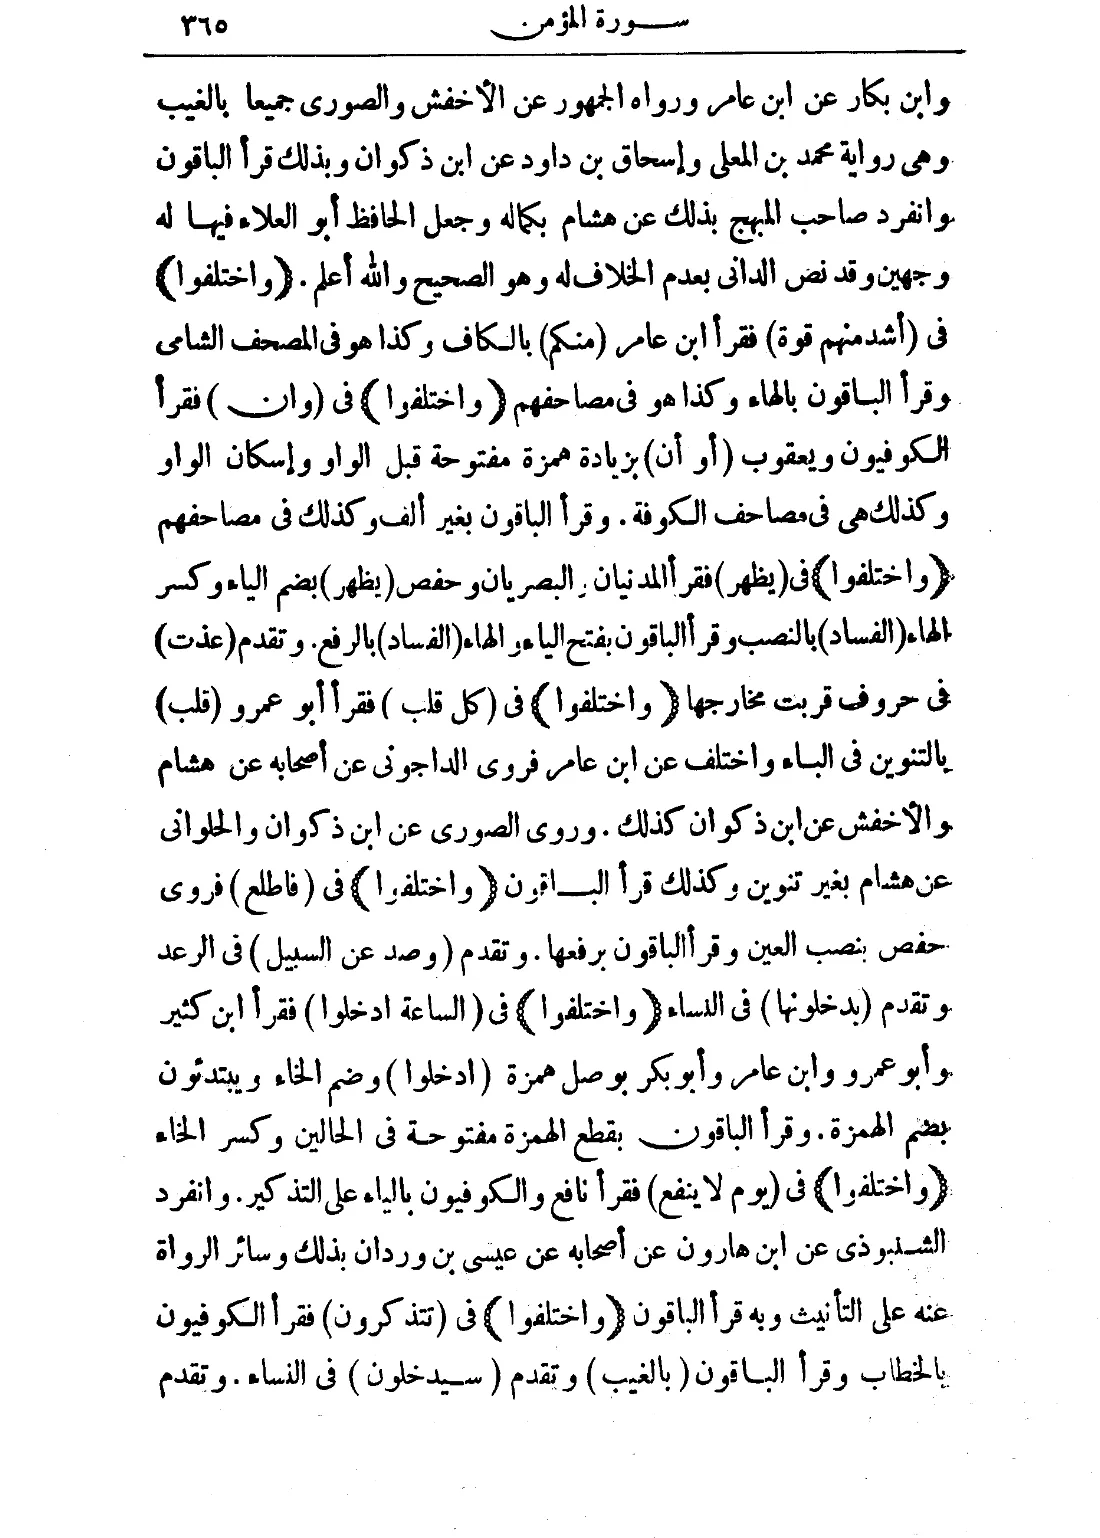 سورة المؤمن ٣٦٥
وابن بكار عن ابن عامر ورواه الجمهور عن الأخفش والصورى جميعا بالغيب
وهى رواية محمد بن المعلى وإسحاق بن داود عن ابن ذكوان وبذلك قرأ الباقون
وانفرد صاحب المبهج بذلك عن هشام بكماله وجعل الحافظ أبو العلاء فيها له
وجهين وقد نص الدانى بعدم الخلاف له وهو الصحيح والله أعلم . (واختلفوا)
فى (أشد منهم قوة) فقرأ ابن عامر (منكم) بالكاف وكذا هو فى المصحف الشامى
وقرأ الباقون بالهاء وكذا هو فى مصاحفهم (واختلفوا) فى (وان) فقرأ
الكوفيون ويعقوب (أو أن) بزيادة همزة مفتوحة قبل الواو وإسكان الواو
وكذلك هى فى مصاحف الكوفة . وقرأ الباقون بغير ألف وكذلك فى مصاحفهم
(واختلفوا) فى (يظهر) فقرأ المدنيان والبصريان وحفص (يظهر) بضم الياء وكسر
الهاء (الفساد) بالنصب وقرأ الباقون بفتح الياء والهاء (الفساد) بالرفع . وتقدم (عذت)
فى حروف قربت مخارجها (واختلفوا) فى (كل قلب) فقرأ أبو عمرو (قلب)
بالتنوين فى الباء واختلف عن ابن عامر فروى الداجونى عن أصحابه عن هشام
والأخفش عن ابن ذكوان كذلك . وروى الصورى عن ابن ذكوان والحلوانى
عن هشام بغير تنوين وكذلك قرأ الباقون (واختلفوا) فى (فاطلع) فروى
حفص بنصب العين وقرأ الباقون برفعها . وتقدم (وصد عن السبيل) فى الرعد
وتقدم (يدخلونها) فى النساء (واختلفوا) فى (الساعة ادخلوا) فقرأ ابن كثير
وأبو عمرو وابن عامر وأبو بكر بوصل همزة (ادخلوا) وضم الخاء ويبتدئون
بضم الهمزة . وقرأ الباقون بقطع الهمزة مفتوحة فى الحالين وكسر الخاء
(واختلفوا) فى (يوم لا ينفع) فقرأ نافع والكوفيون بالياء على التذكير . وانفرد
الشنبوذى عن ابن هارون عن أصحابه عن عيسى بن وردان بذلك وسائر الرواة
عنه على التأنيث وبه قرأ الباقون (واختلفوا) فى (تتذكرون) فقرأ الكوفيون
بالخطاب وقرأ الباقون (بالغيب) وتقدم (سيدخلون) فى النساء . وتقدم